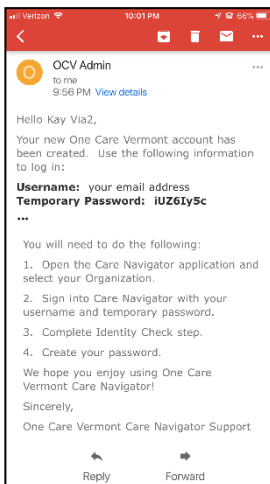 Verizon 10:01 PM 66%
O OCV Admin
to me
9:56 PM View details
Hello Kay Via2,
Your new One Care Vermont account has
been created. Use the following information
to log in:
Username: your email address
Temporary Password: iUZ6Iy5c
...
You will need to do the following:
1. Open the Care Navigator application and
select your Organization.
2. Sign into Care Navigator with your
username and temporary password.
3. Complete Identity Check step.
4. Create your password.
We hope you enjoy using One Care
Vermont Care Navigator!
Sincerely,
One Care Vermont Care Navigator Support
Reply Forward